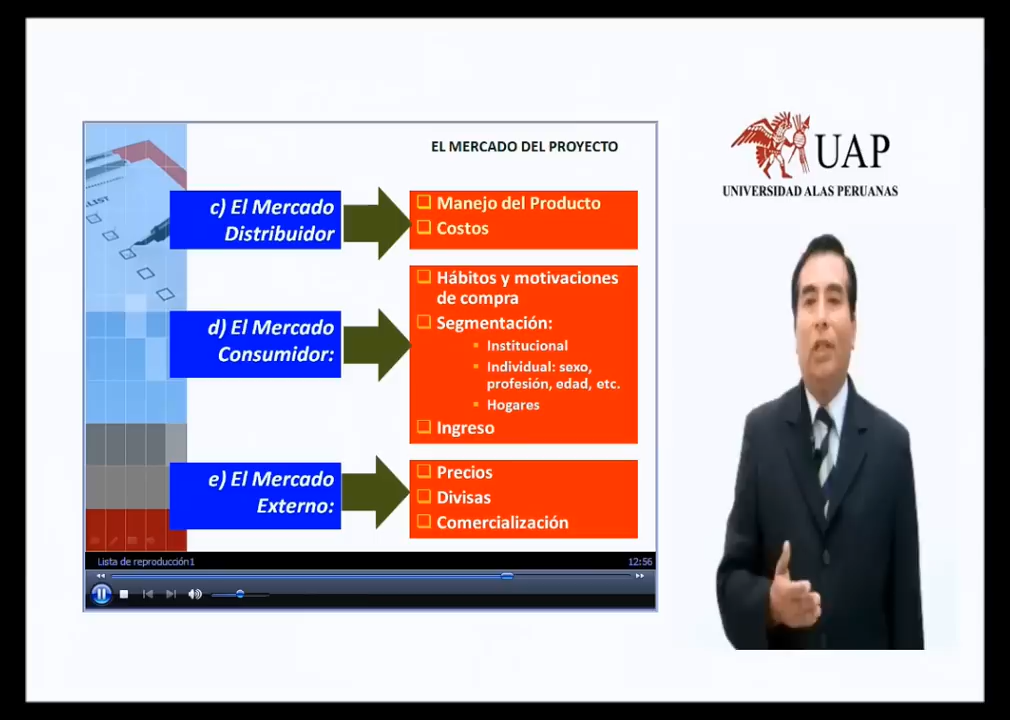 EL MERCADO DEL PROYECTO
c) El Mercado
Distribuidor
Manejo del Producto
Costos
d) El Mercado
Consumidor:
Hábitos y motivaciones
de compra
Segmentación:
Institucional
Individual: sexo,
profesión, edad, etc.
Hogares
Ingreso
e) El Mercado
Externo:
Precios
Divisas
Comercialización
LIST
Lista de reproducción1
12:56
UAP
UNIVERSIDAD ALAS PERUANAS